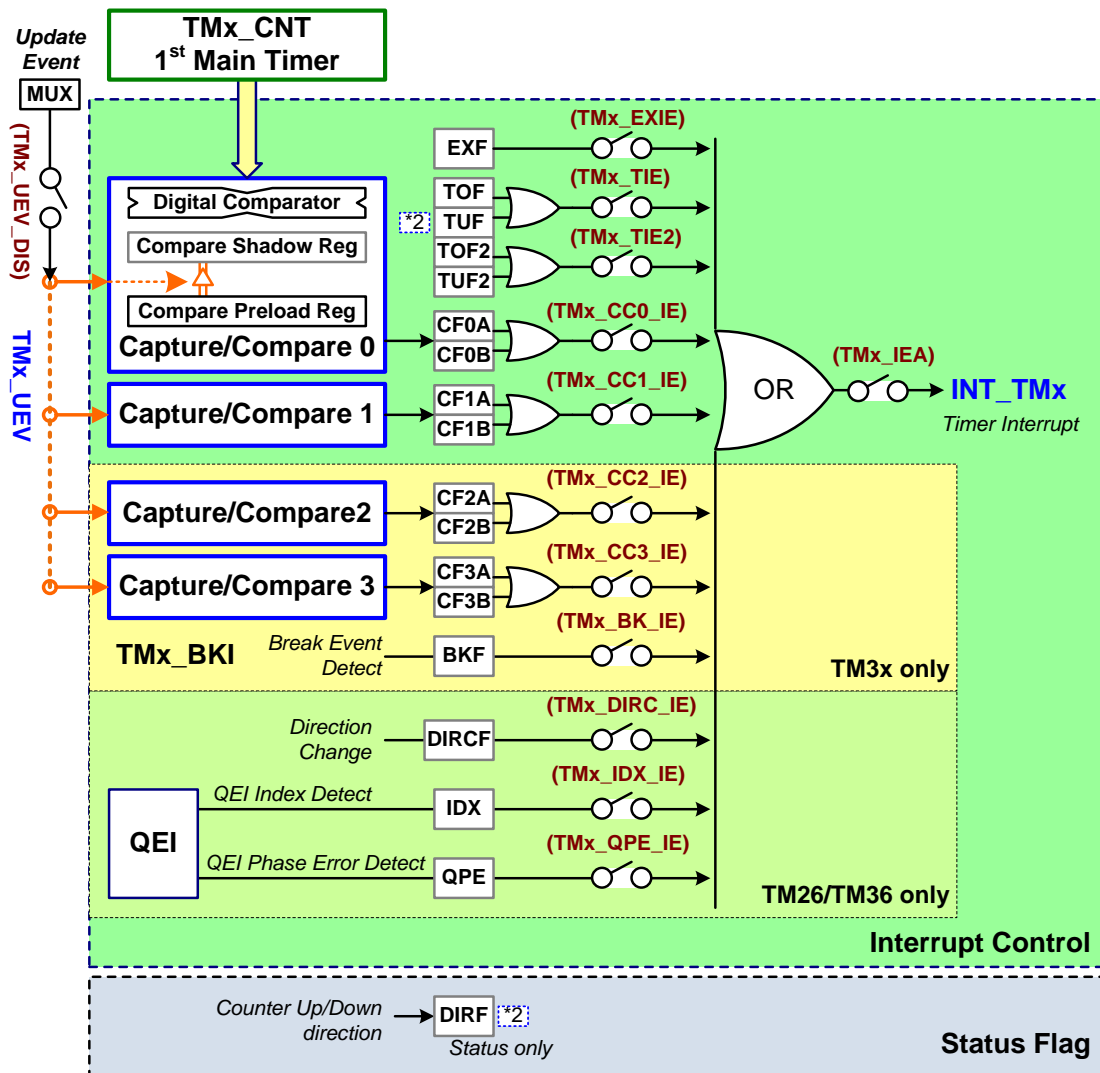 TMx_CNT
1st Main Timer
Update
Event
MUX
(TMx_UEV_DIS)
TMx_UEV
Digital Comparator
Compare Shadow Reg
Compare Preload Reg
Capture/Compare 0
Capture/Compare 1
Capture/Compare2
Capture/Compare 3
EXF
(TMx_EXIE)
*2
TOF
TUF
(TMx_TIE)
TOF2
TUF2
(TMx_TIE2)
CF0A
CF0B
(TMx_CC0_IE)
CF1A
CF1B
(TMx_CC1_IE)
OR
(TMx_IEA)
INT_TMx
Timer Interrupt
CF2A
CF2B
(TMx_CC2_IE)
CF3A
CF3B
(TMx_CC3_IE)
TMx_BKI
Break Event
Detect
BKF
(TMx_BK_IE)
TM3x only
Direction
Change
DIRCF
(TMx_DIRC_IE)
QEI
QEI Index Detect
IDX
(TMx_IDX_IE)
QEI Phase Error Detect
QPE
(TMx_QPE_IE)
TM26/TM36 only
Interrupt Control
Counter Up/Down
direction
DIRF
*2
Status only
Status Flag